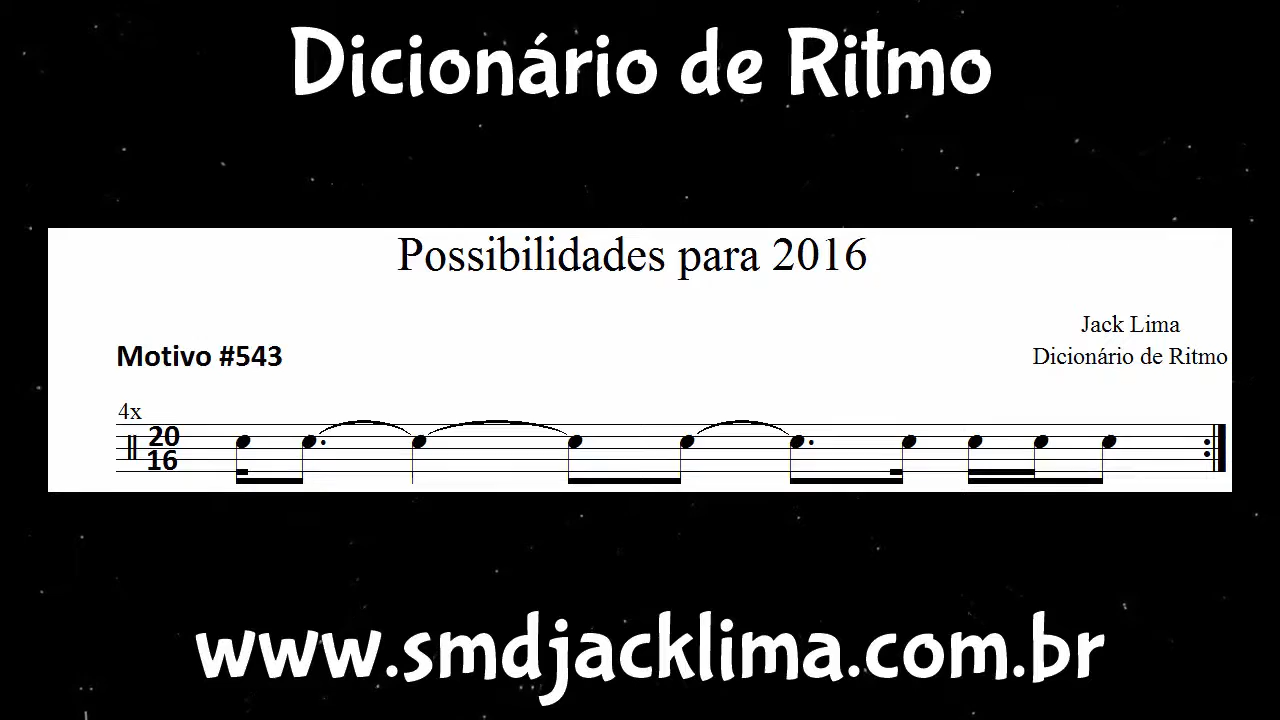 Dicionário de Ritmo
Possibilidades para 2016
Jack Lima
Motivo #543
Dicionário de Ritmo
4x
20
16
www.smdjacklima.com.br